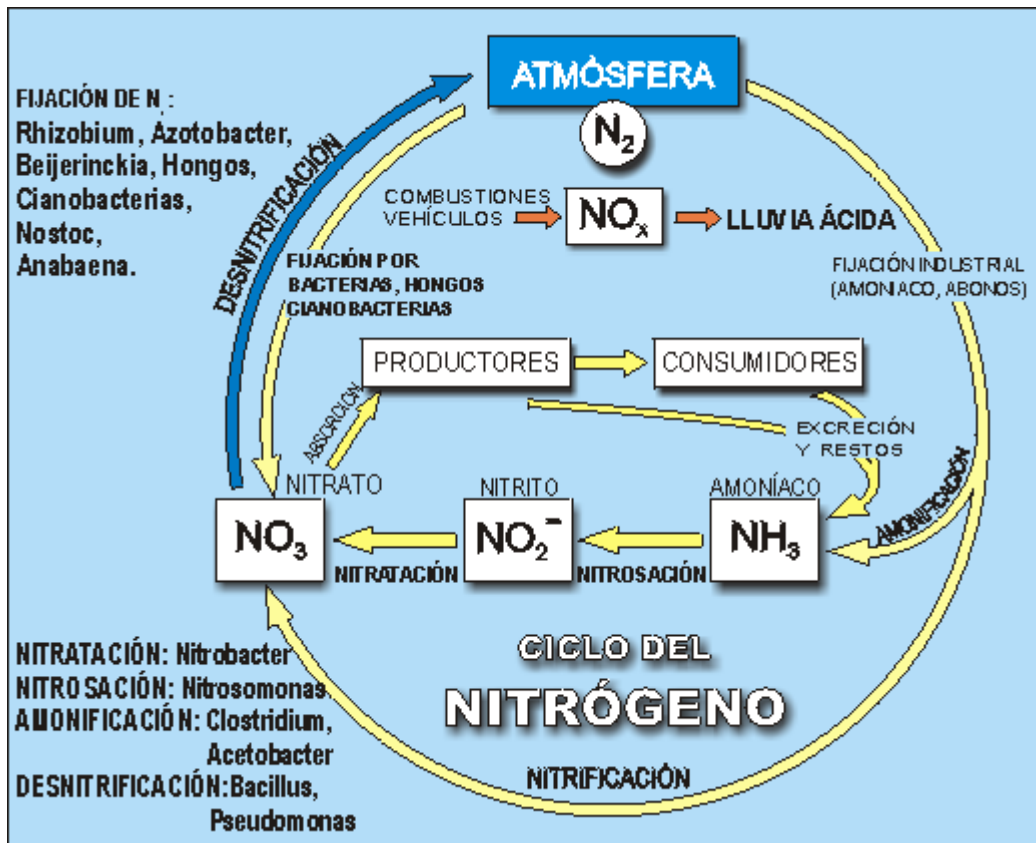 ATMÓSFERA
N2
FIJACIÓN DE N :
Rhizobium, Azotobacter,
Beijerinckia, Hongos,
Cianobacterias,
Nostoc,
Anabaena.
DESNITRIFICACIÓN
COMBUSTIONES
VEHÍCULOS
NOx
LLUVIA ÁCIDA
FIJACIÓN POR
BACTERIAS, HONGOS
CIANOBACTERIAS
FIJACIÓN INDUSTRIAL
(AMONIACO, ABONOS)
PRODUCTORES
CONSUMIDORES
ABSORCIÓN
EXCRECIÓN
Y RESTOS
AMONIFICACIÓN
NITRATO
NO3
NITRITO
NO2-
AMONÍACO
NH3
NITRATACIÓN
NITROSACIÓN
CICLO DEL
NITRÓGENO
NITRIFICACIÓN
NITRATACIÓN: Nitrobacter
NITROSACIÓN: Nitrosomonas
AMONIFICACIÓN: Clostridium,
Acetobacter
DESNITRIFICACIÓN:Bacillus,
Pseudomonas